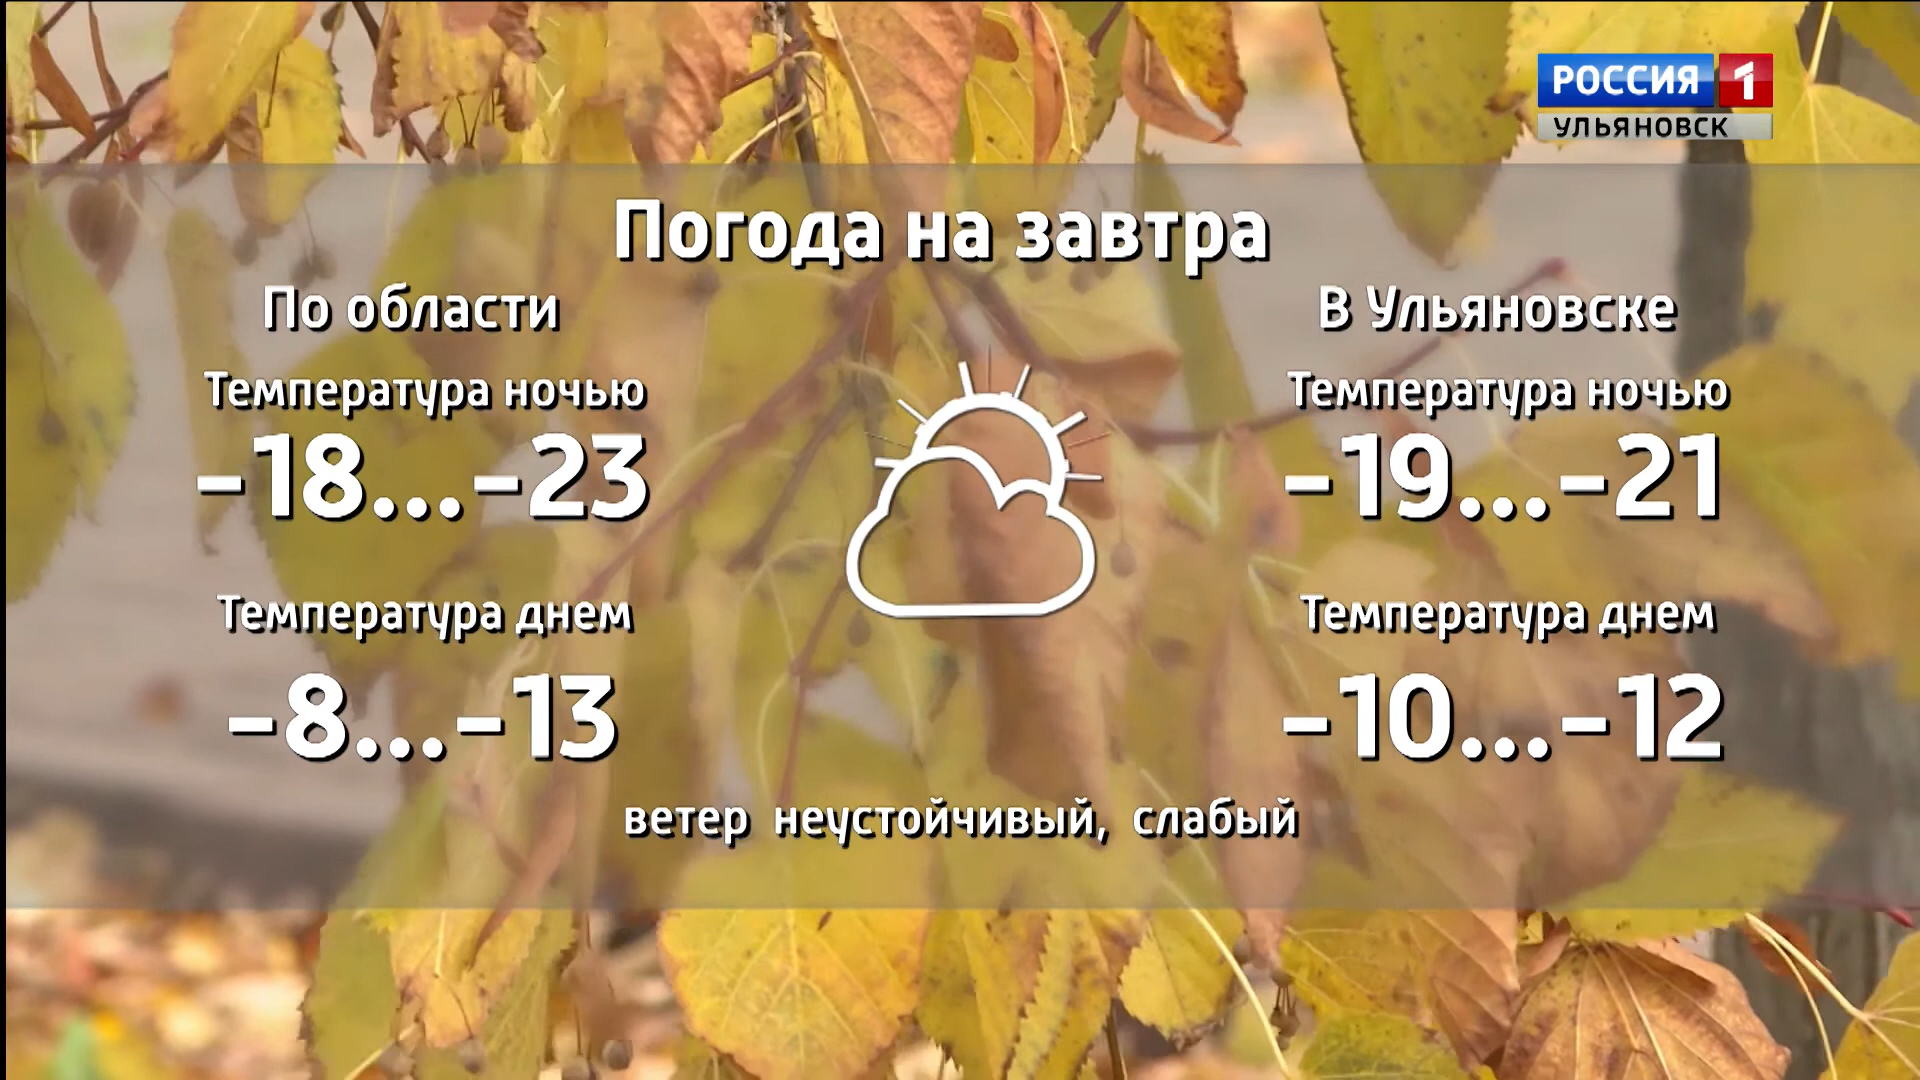 РОССИЯ 1
УЛЬЯНОВСК
Погода на завтра
По области
Температура ночью
-18...-23
Температура днем
-8...-13
В Ульяновске
Температура ночью
-19...-21
Температура днем
-10...-12
ветер неустойчивый, слабый